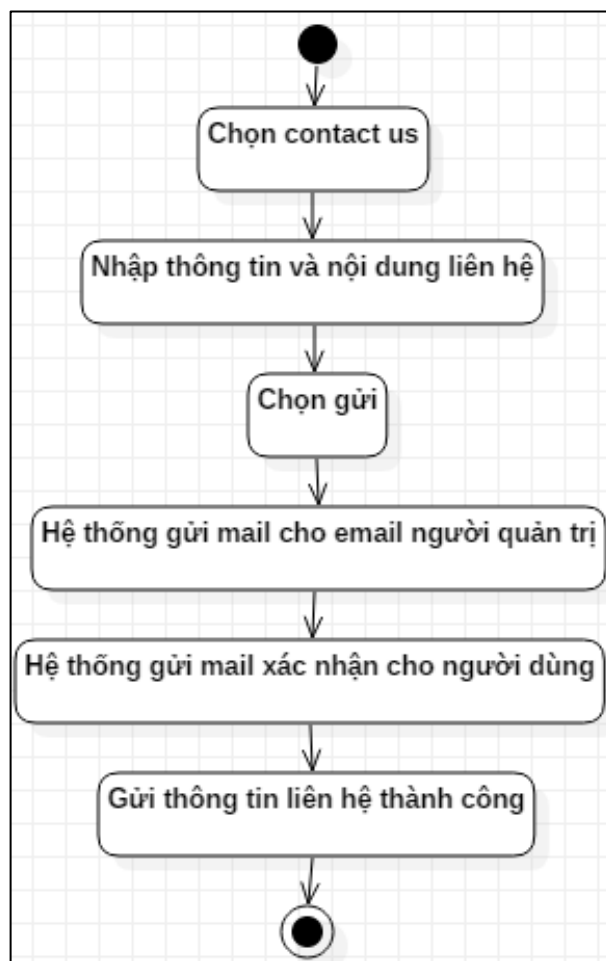 Chọn contact us
Nhập thông tin và nội dung liên hệ
Chọn gửi
Hệ thống gửi mail cho email người quản trị
Hệ thống gửi mail xác nhận cho người dùng
Gửi thông tin liên hệ thành công